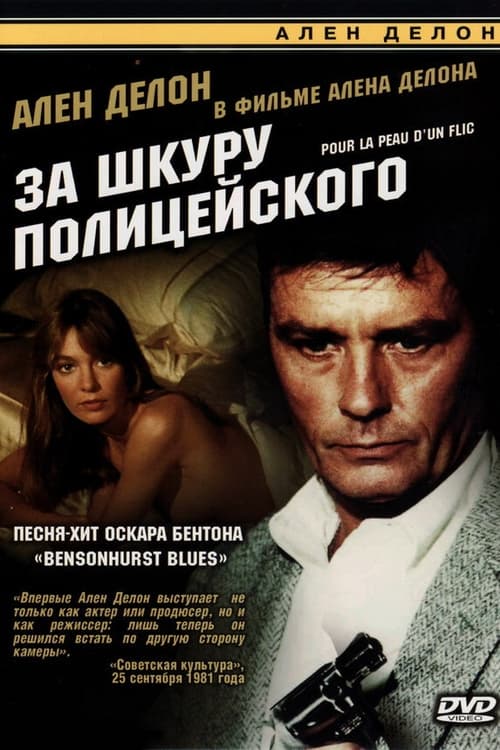 АЛЕН ДЕЛОН
АЛЕН ДЕЛОН
В ФИЛЬМЕ АЛЕНА ДЕЛОНА
POUR LA PEAU D'UN FLIC
ЗА ШКУРУ
ПОЛИЦЕЙСКОГО
ПЕСНЯ-ХИТ ОСКАРА БЕНТОНА
«BENSONHURST BLUES»
«Впервые Ален Делон выступает не
только как актер или продюсер, но и
как режиссер: лишь теперь он
решился встать по другую сторону
камеры».
«Советская культура»,
25 сентября 1981 года
DVD
VIDEO